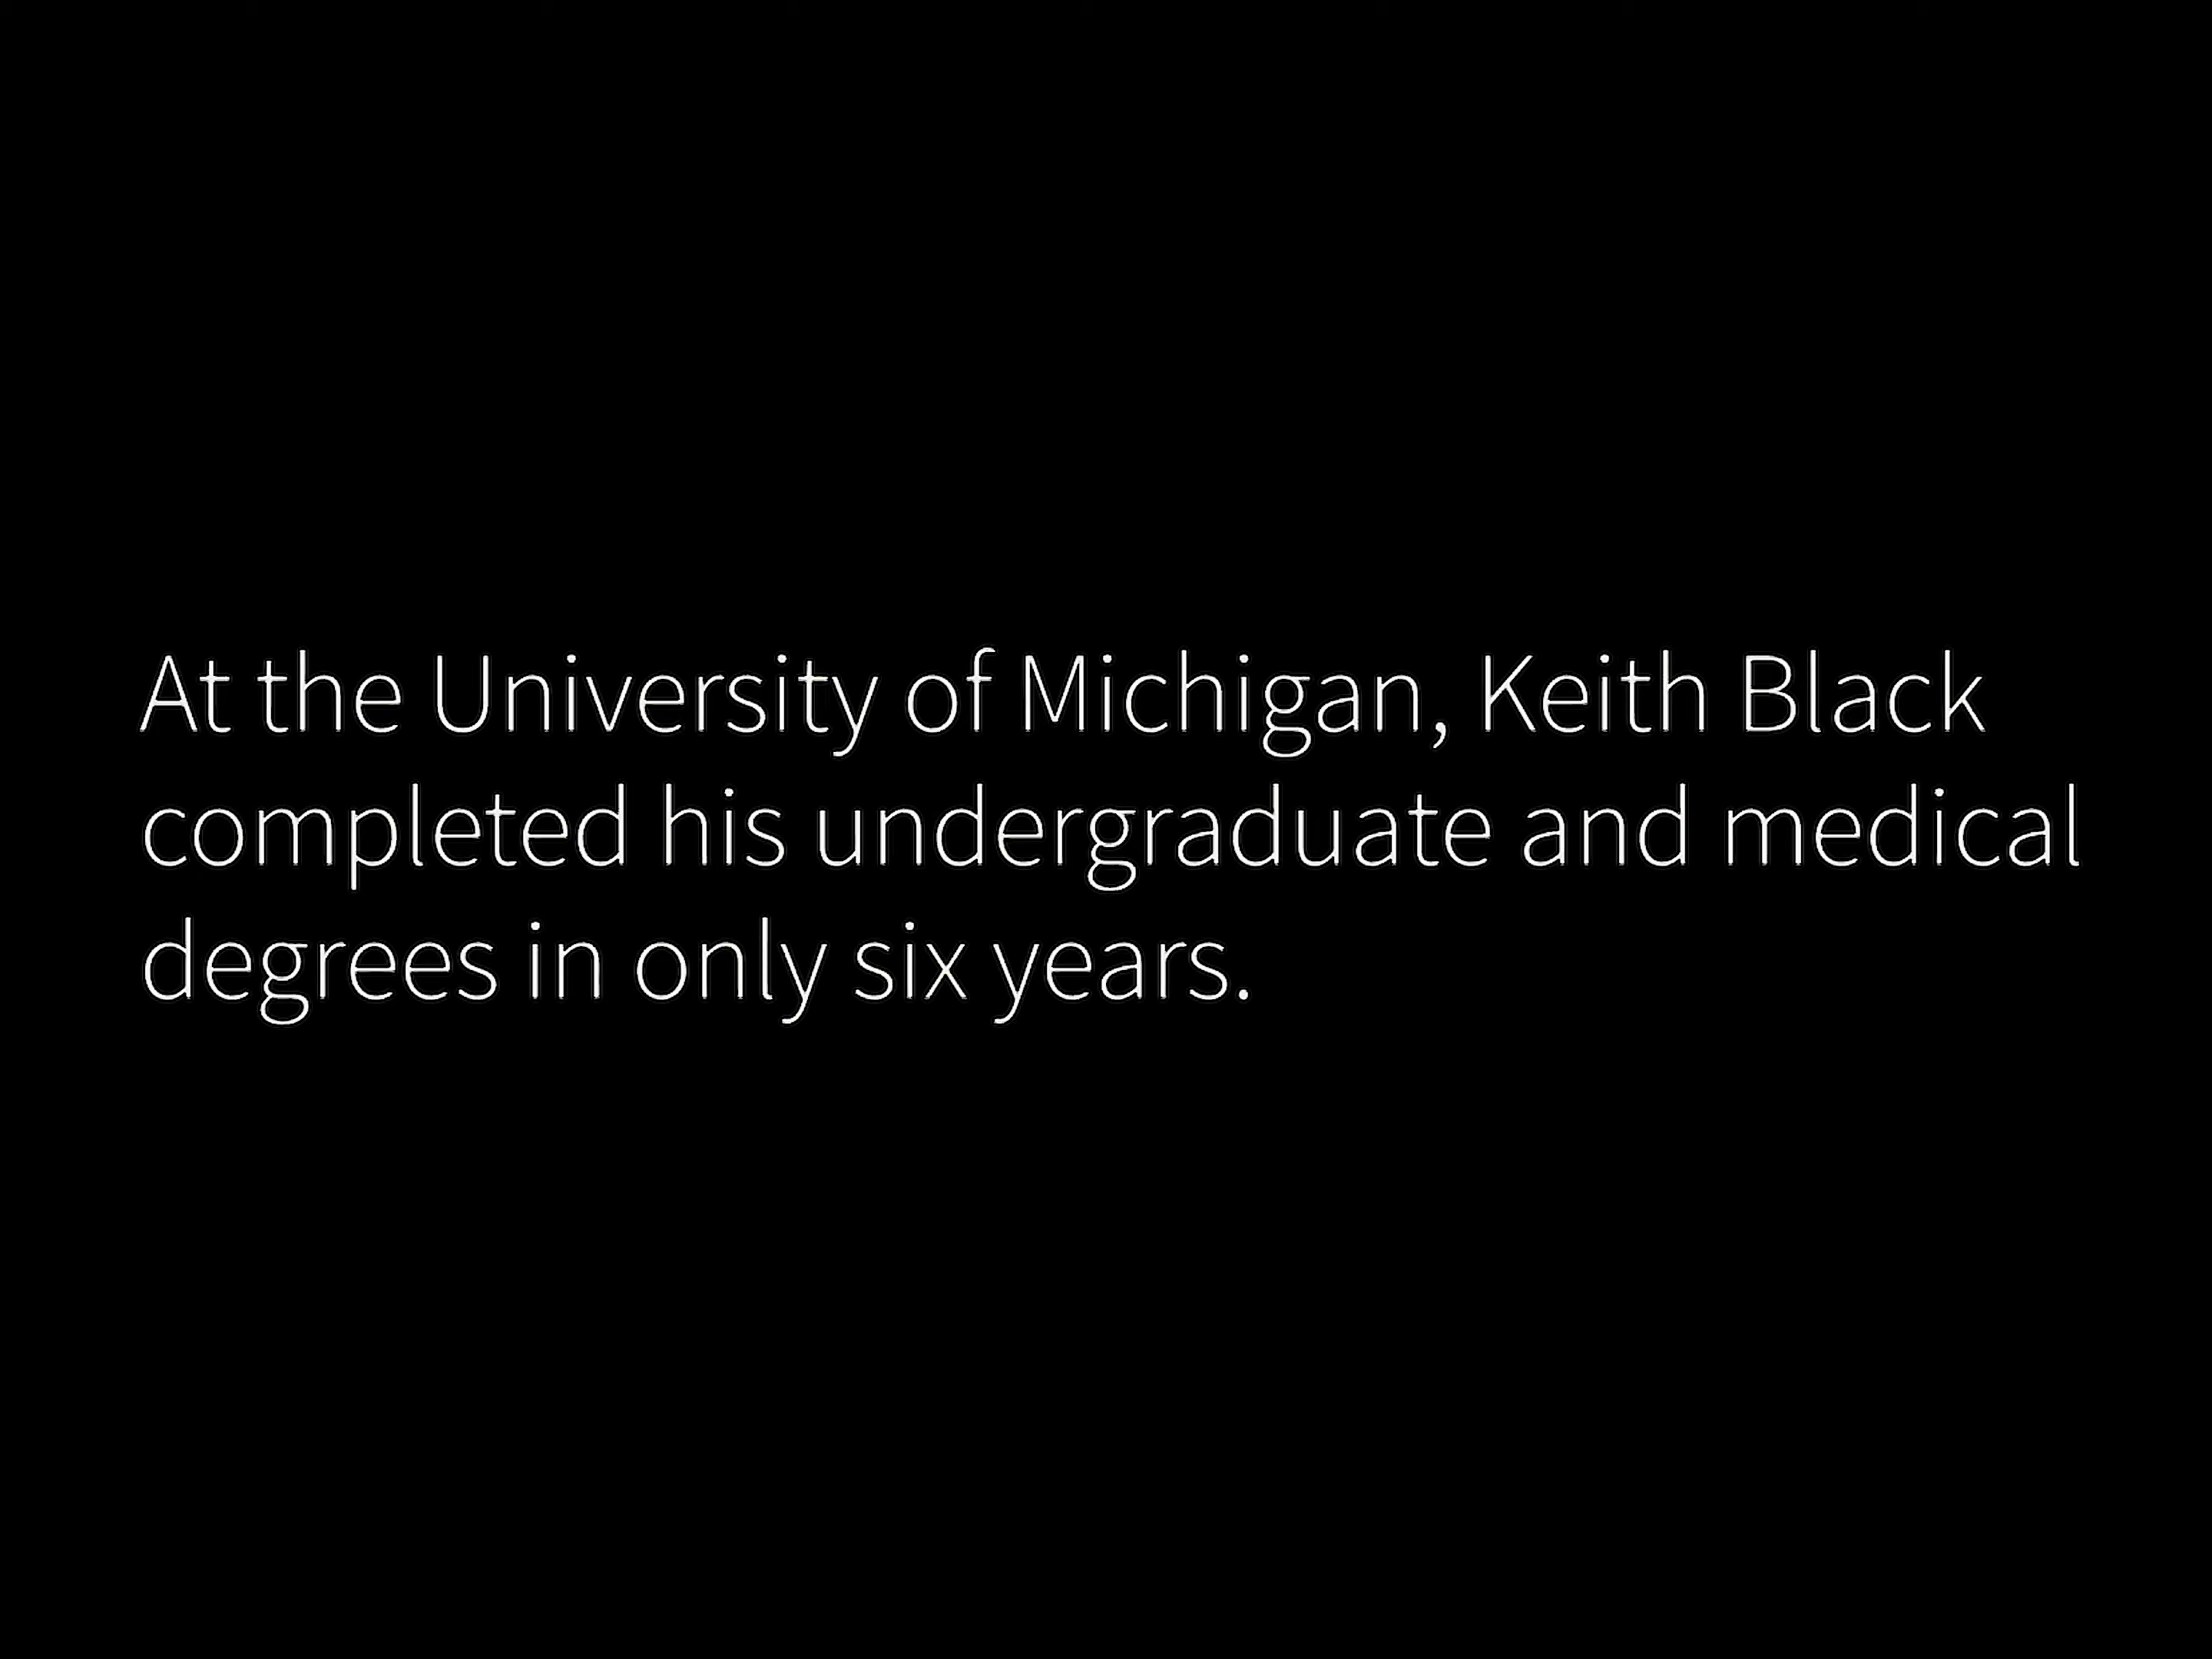 At the University of Michigan, Keith Black
completed his undergraduate and medical
degrees in only six years.